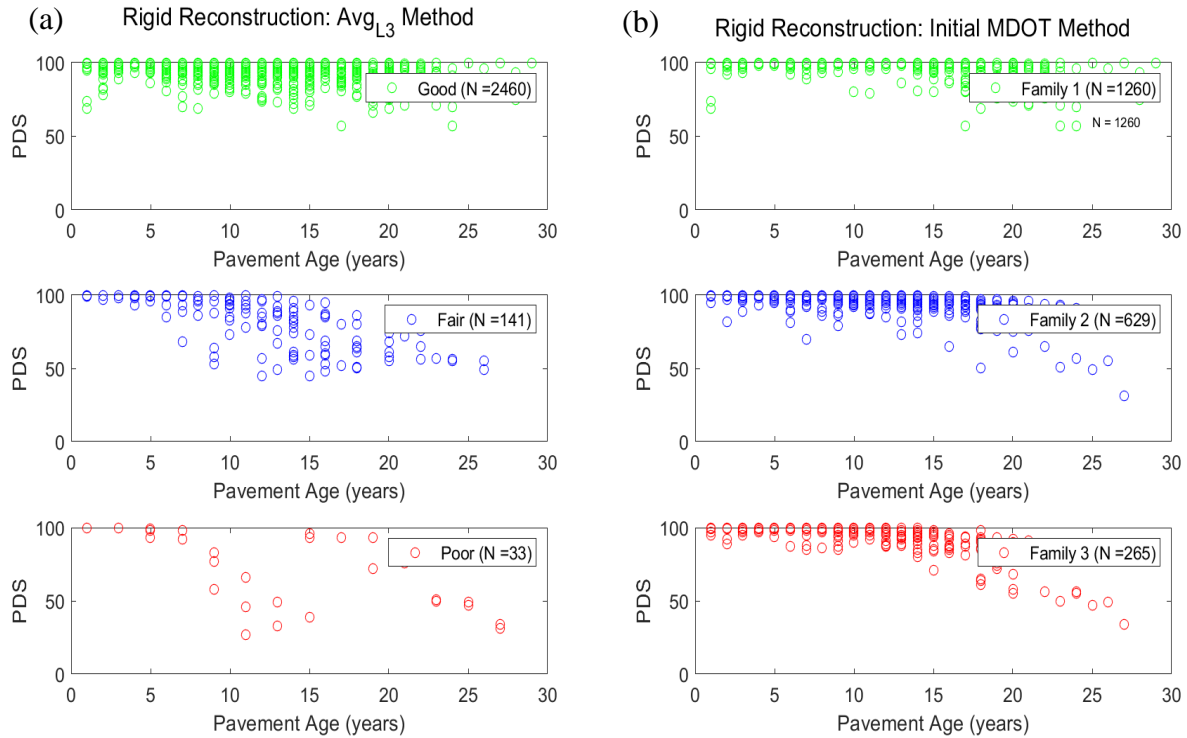 (a)
Rigid Reconstruction: Avg_L3 Method
100
50
0
PDS
Good (N =2460)
0 5 10 15 20 25 30
Pavement Age (years)
100
50
0
PDS
Fair (N =141)
0 5 10 15 20 25 30
Pavement Age (years)
100
50
0
PDS
Poor (N =33)
0 5 10 15 20 25 30
Pavement Age (years)
(b)
Rigid Reconstruction: Initial MDOT Method
100
50
0
PDS
Family 1 (N =1260)
N = 1260
0 5 10 15 20 25 30
Pavement Age (years)
100
50
0
PDS
Family 2 (N =629)
0 5 10 15 20 25 30
Pavement Age (years)
100
50
0
PDS
Family 3 (N =265)
0 5 10 15 20 25 30
Pavement Age (years)